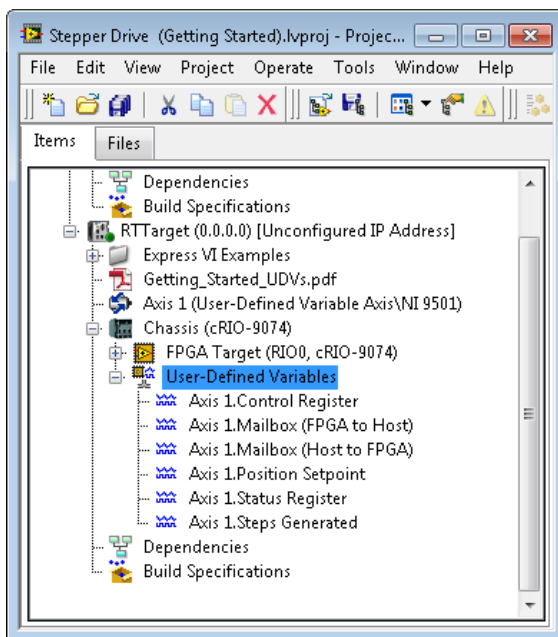 Stepper Drive (Getting Started).lvproj - Projec...
File Edit View Project Operate Tools Window Help
Items Files
Dependencies
Build Specifications
RTTarget (0.0.0.0) [Unconfigured IP Address]
Express VI Examples
Getting_Started_UDVs.pdf
Axis 1 (User-Defined Variable Axis\NI 9501)
Chassis (cRIO-9074)
FPGA Target (RIO0, cRIO-9074)
User-Defined Variables
Axis 1.Control Register
Axis 1.Mailbox (FPGA to Host)
Axis 1.Mailbox (Host to FPGA)
Axis 1.Position Setpoint
Axis 1.Status Register
Axis 1.Steps Generated
Dependencies
Build Specifications